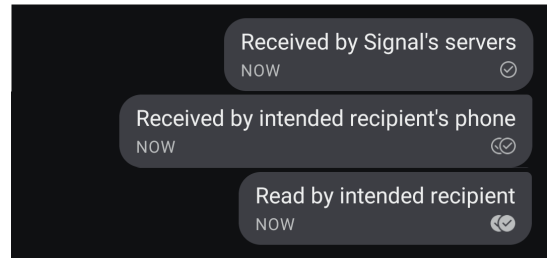 Received by Signal's servers
NOW
Received by intended recipient's phone
NOW
Read by intended recipient
NOW